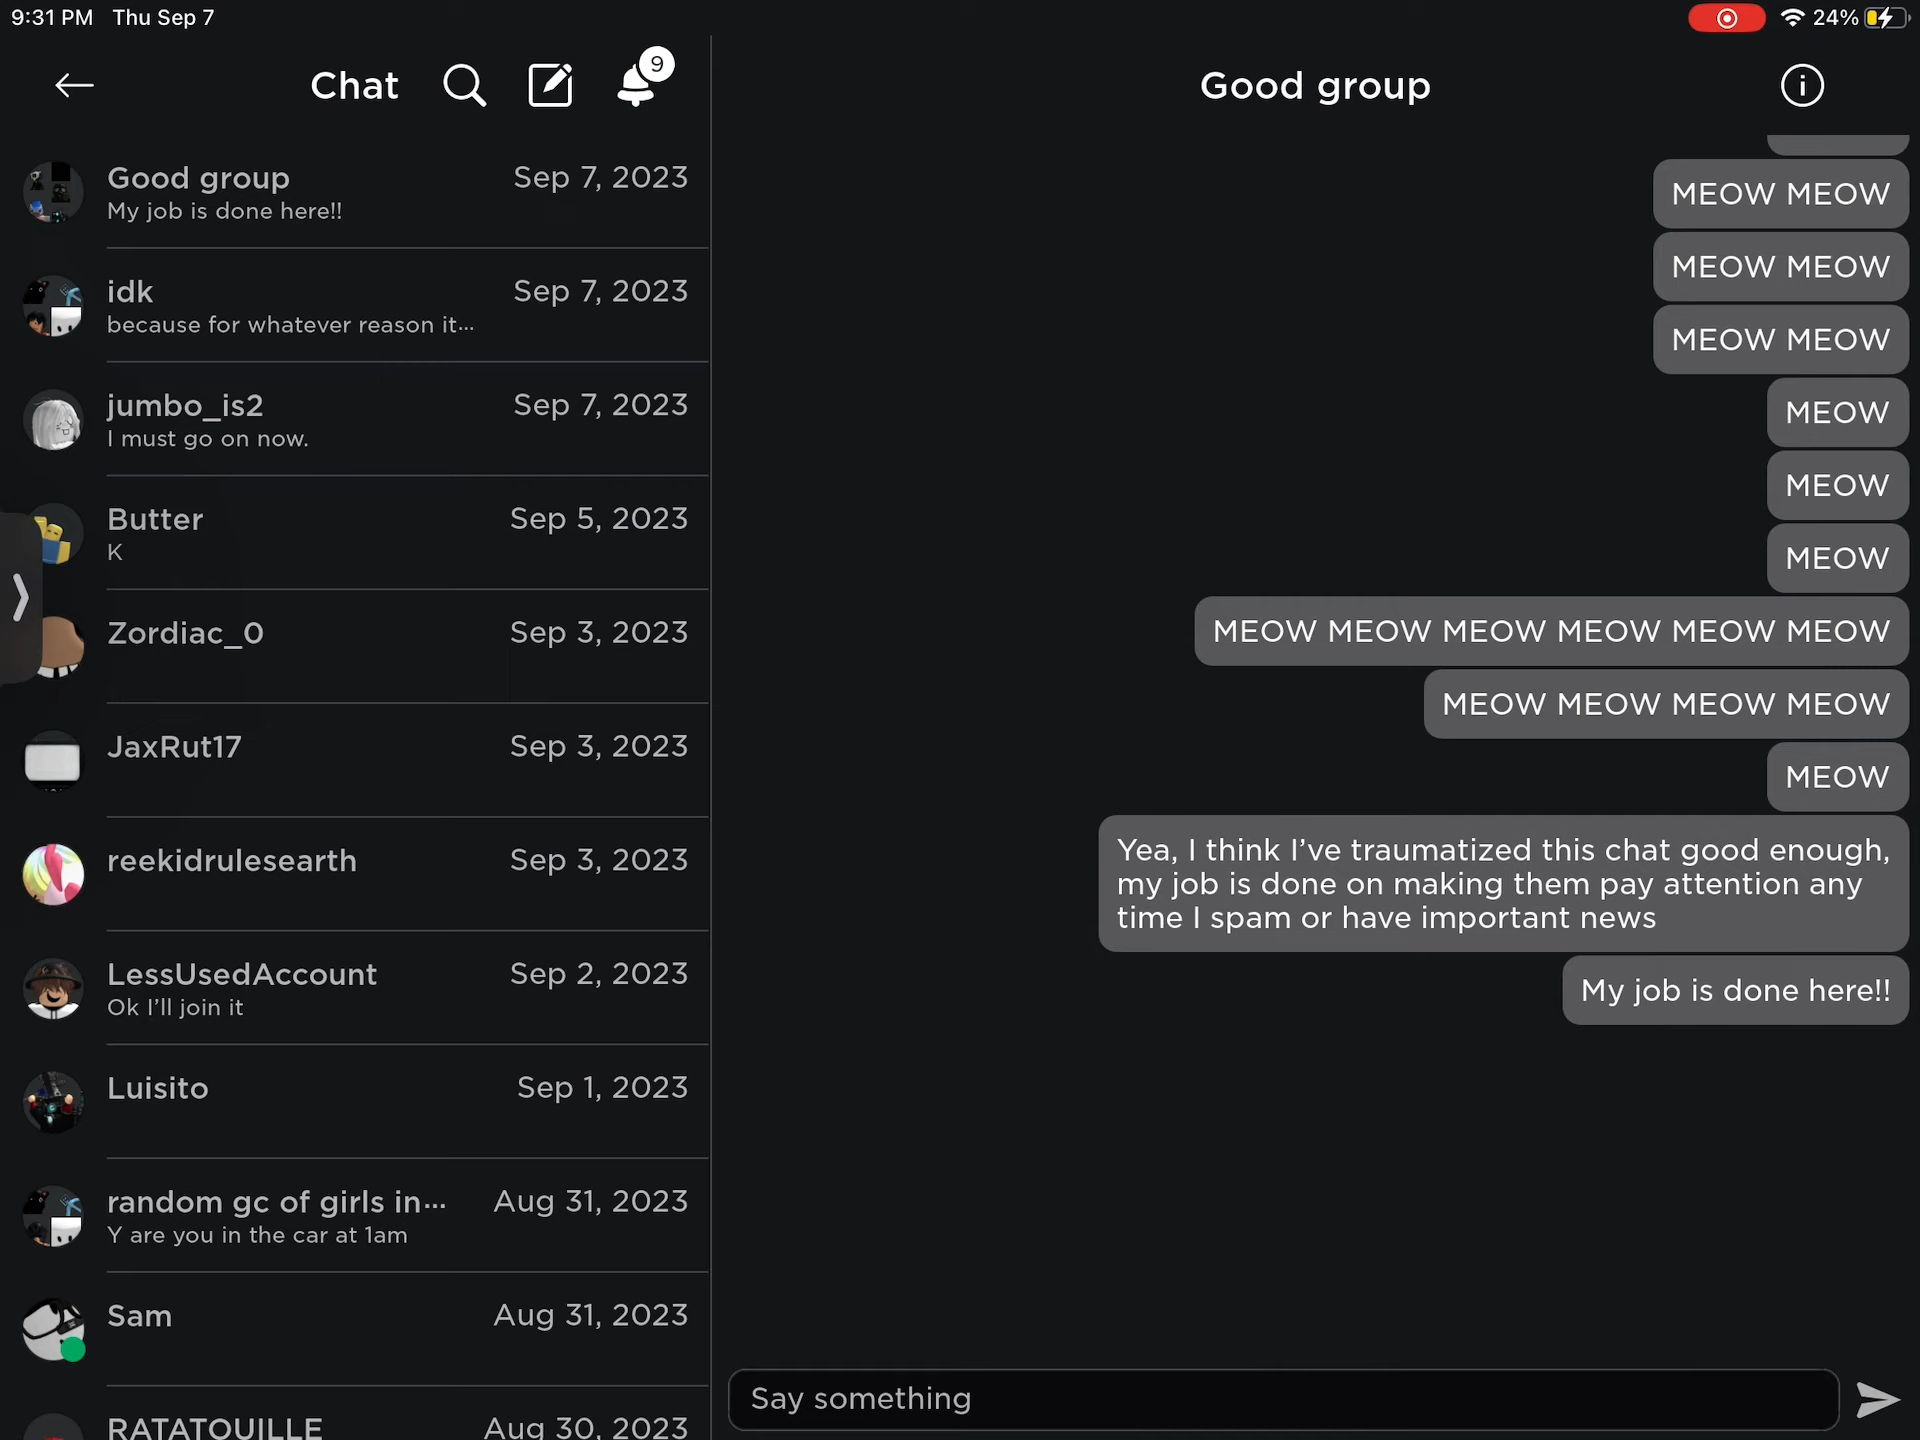 9:31 PM Thu Sep 7
24%
Chat
9
Good group
Good group Sep 7, 2023
My job is done here!!
idk Sep 7, 2023
because for whatever reason it...
jumbo_is2 Sep 7, 2023
I must go on now.
Butter Sep 5, 2023
K
Zordiac_0 Sep 3, 2023
JaxRut17 Sep 3, 2023
reekidrulesearth Sep 3, 2023
LessUsedAccount Sep 2, 2023
Ok I’ll join it
Luisito Sep 1, 2023
random gc of girls in... Aug 31, 2023
Y are you in the car at 1am
Sam Aug 31, 2023
RATATOUILLE Aug 30, 2023
MEOW MEOW
MEOW MEOW
MEOW MEOW
MEOW
MEOW
MEOW
MEOW MEOW MEOW MEOW MEOW MEOW
MEOW MEOW MEOW MEOW
MEOW
Yea, I think I’ve traumatized this chat good enough,
my job is done on making them pay attention any
time I spam or have important news
My job is done here!!
Say something